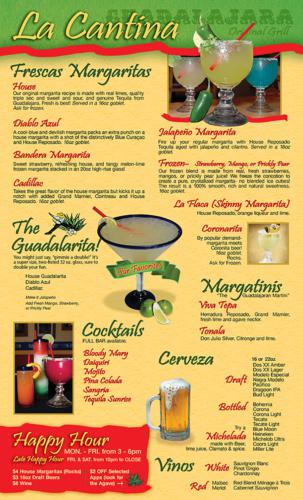 La Cantina
GUADALAJARA
Original Grill
Frescas Margaritas
House
Our original margarita recipe is made with real limes, quality
triple sec and sweet and sour, and genuine Tequila from
Guadalajara. Fresh is best! Served in a 16oz goblet.
Diablo Azul
A cool-blue and devilish margarita packs an extra punch on a
house margarita with a shot of the distinctively Blue Curaçao
and House Reposado. 16oz goblet.
Bandera Margarita
Sweet strawberry, refreshing house, and tangy melon-lime
frozen margarita stacked in an 20oz high-rise glass!
Cadillac
Takes the great flavor of the house margarita but kicks it up a
notch with added Grand Marnier, Cointreau and House
Reposado. 16oz goblet.
Jalapeño Margarita
Fire up your regular margarita with House Reposado
Tequila aged with jalapeño and cilantro. Served in a 16oz
goblet.
Frozen- Strawberry, Mango, or Prickly Pear
Our frozen blend is made from real, fresh strawberries,
mangos, or prickly pear juice! We freeze the concoction to
create a pure, crystallized margarita- no blended ice cubes!
The result is a 100% smooth, rich and natural sweetness.
16oz goblet.
La Flaca (Skinny Margarita)
House Reposado, orange liqueur and lime.
The
Guadalarita!
You might just say, "gimmie a double!" It's
a super size, two-fisted 32 oz. glass, sure to
double your fun.
House Guadalarita
Diablo Azul
Cadillac
Make it Jalapeño
Add Fresh Mango, Strawberry,
or Prickly Pear
Our Favorite!
Coronarita
By popular demand-
margarita meets
Coronita beer!
16oz goblet.
Rocks.
Ask for Frozen.
Margatinis
"The Guadalajaran Martini"
Viva Tepa
Herradura Reposado, Grand Marnier,
fresh lime and agave nectar.
Tonala
Don Julio Silver, Citronge and lime.
Cocktails
FULL BAR available.
Bloody Mary
Daiquiri
Mojito
Pina Colada
Sangria
Tequila Sunrise
Cerveza
16 or 22oz
Draft
Dos XX Amber
Dos XX Lager
Modelo Especial
Negra Modelo
Pacifico
Dragoon IPA
Bud Light
Bottled
Bohemia
Corona
Corona Light
Tecate
Tecate Light
Blue Moon
Heineken
Michelob Ultra
Coors Light
Miller Lite
Try a
Michelada
made with your Beer,
lime juice, Clamato & spice.
Happy Hour
MON. - FRI. from 3 - 6pm
Late Happy Hour FRI. & SAT. from 10pm to CLOSE
$4 House Margaritas (Rocks)
$3 16oz Draft Beers
$6 Wine
$2 OFF Selected
Apps (look for
the Agave)
Vinos
White
Sauvignon Blanc
Pinot Grigio
Chardonnay
Red
Malbec
Merlot
Red Blend Ménage à Trois
Cabernet Sauvignon